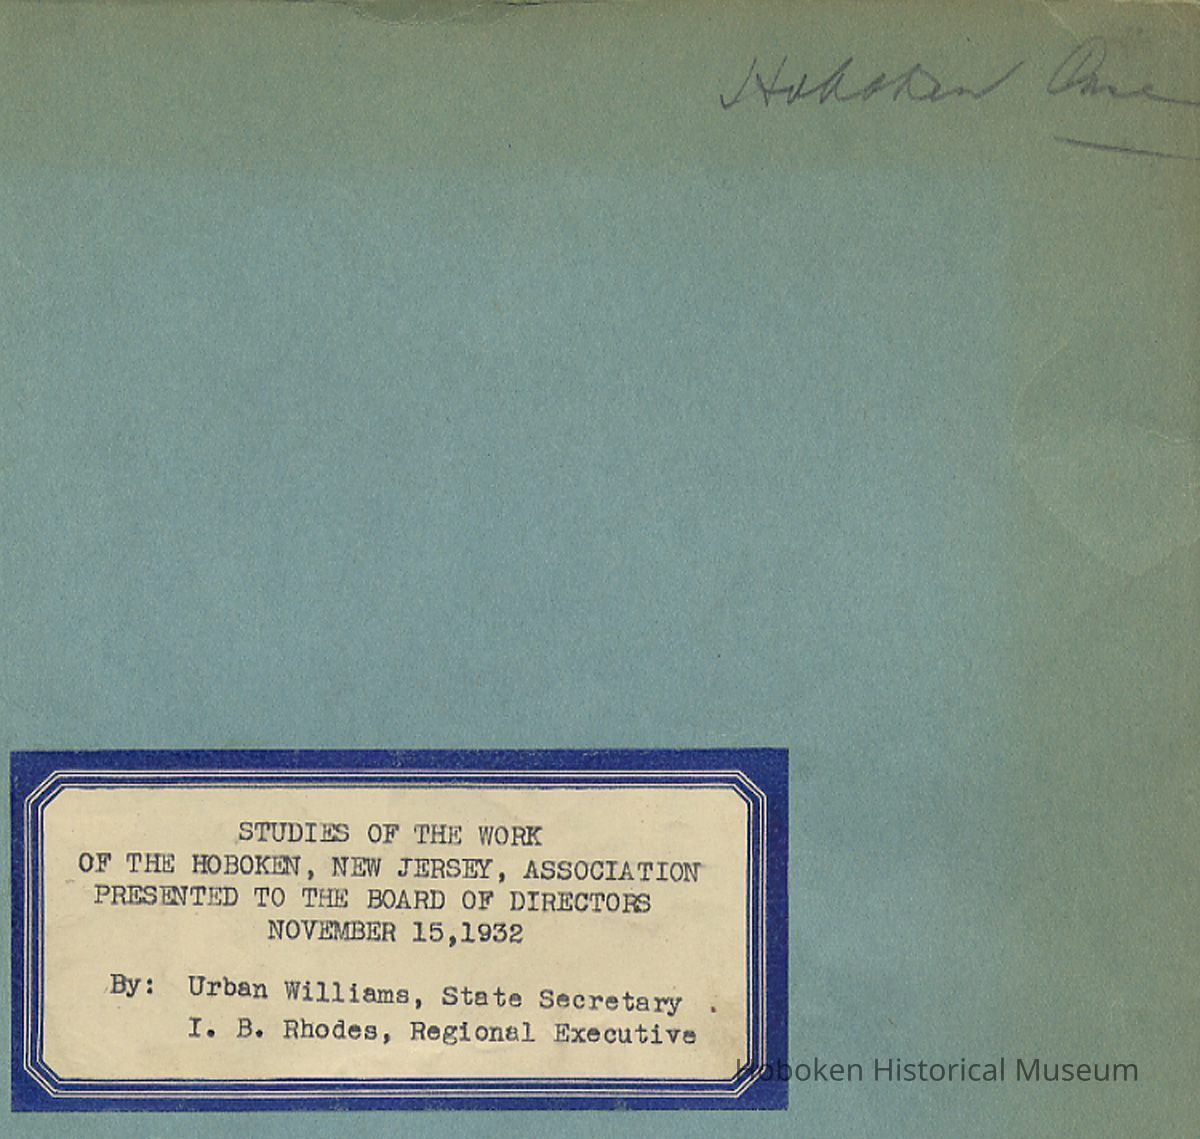 Hoboken
STUDIES OF THE WORK
OF THE HOBOKEN, NEW JERSEY, ASSOCIATION
PRESENTED TO THE BOARD OF DIRECTORS
NOVEMBER 15,1932
By: Urban Williams, State Secretary
I. B. Rhodes, Regional Executive
Hoboken Historical Museum